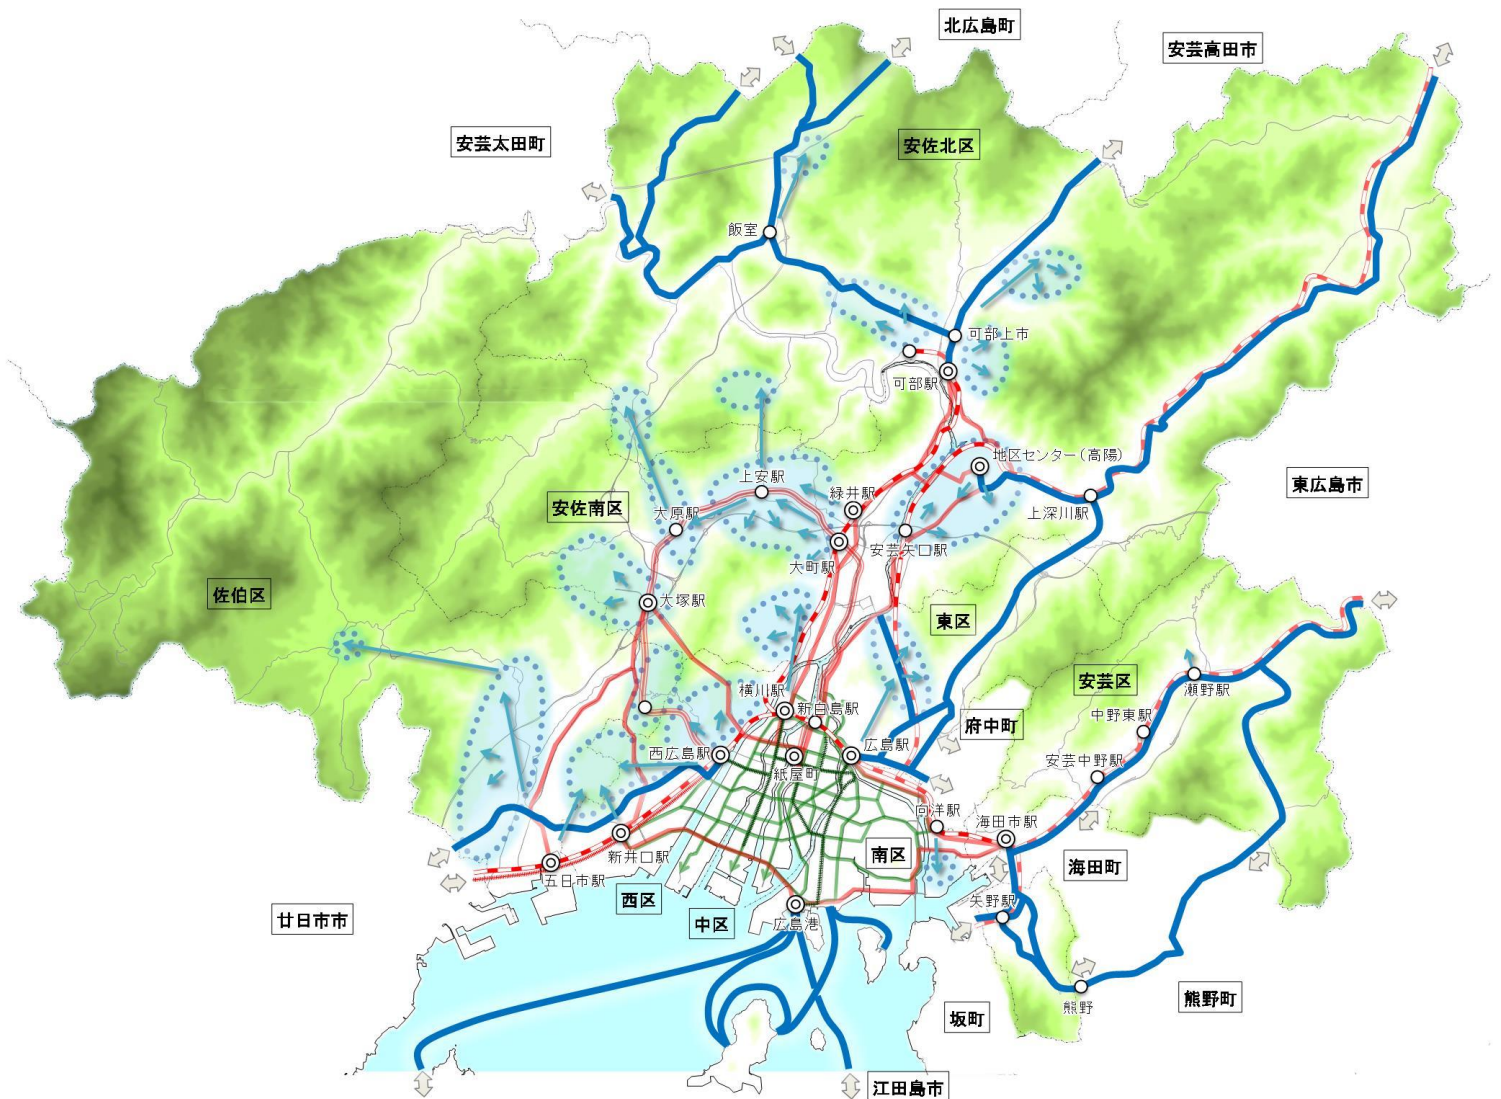 北広島町
安芸高田市
安芸太田町
安佐北区
飯室
可部上市
可部駅
地区センター(高陽)
上安駅
緑井駅
東広島市
安佐南区
大原駅
上深川駅
安芸矢口駅
大町駅
佐伯区
大塚駅
東区
安芸区
瀬野駅
横川駅
新白島駅
中野東駅
府中町
西広島駅
広島駅
安芸中野駅
紙屋町
向洋駅
海田市駅
新井口駅
南区
海田町
五日市駅
西区
矢野駅
廿日市市
中区
広島港
熊野町
熊野
坂町
江田島市